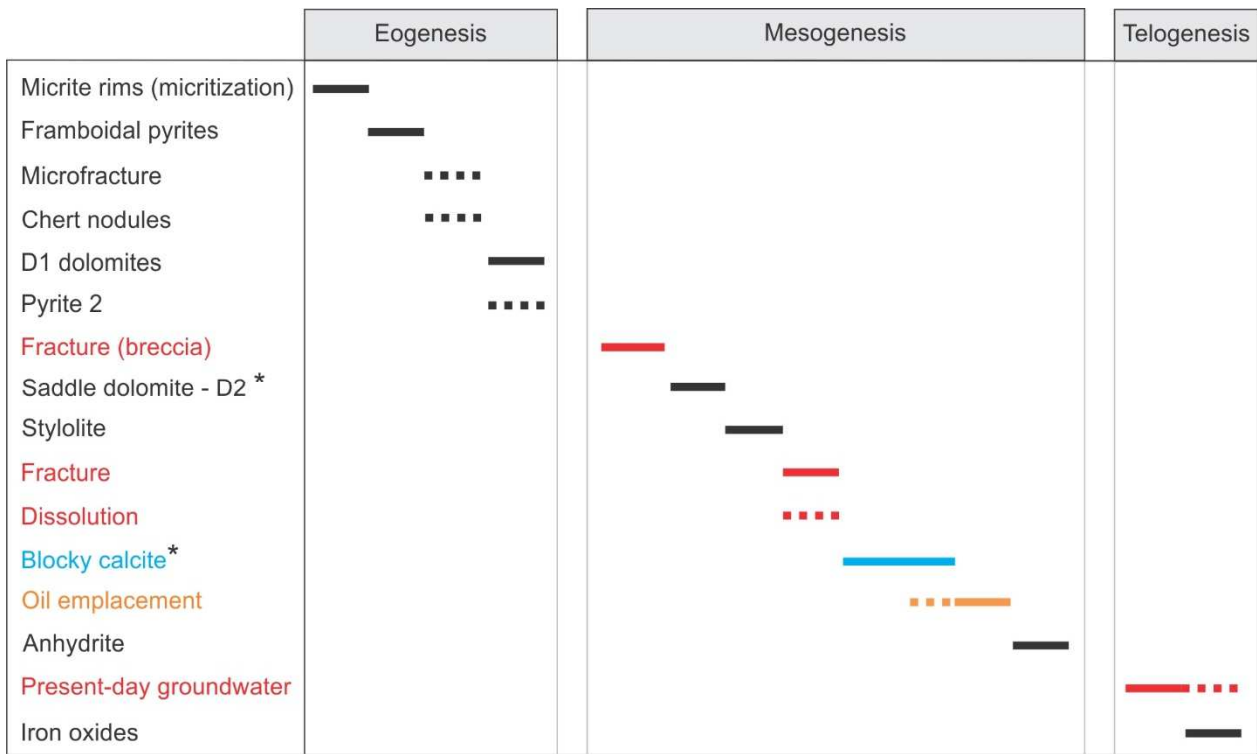 Eogenesis
Mesogenesis
Telogenesis
Micrite rims (micritization)
Framboidal pyrites
Microfracture
Chert nodules
D1 dolomites
Pyrite 2
Fracture (breccia)
Saddle dolomite - D2 *
Stylolite
Fracture
Dissolution
Blocky calcite*
Oil emplacement
Anhydrite
Present-day groundwater
Iron oxides